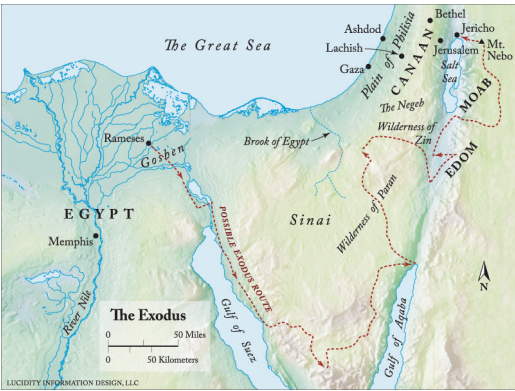 The Great Sea
Bethel
Ashdod
Jericho
Lachish
Mt.
Nebo
Jerusalem
Gaza
Plain of Philisia
CANAAN
Salt
Sea
The Negeb
MOAB
Wilderness of
Zin
Brook of Egypt
Rameses
Goshen
EDOM
EGYPT
POSSIBLE EXODUS ROUTE
Sinai
Wilderness of Paran
Memphis
River Nile
Gulf of Suez
Gulf of Aqaba
N
The Exodus
0 50 Miles
0 50 Kilometers
LUCIDITY INFORMATION DESIGN, LLC